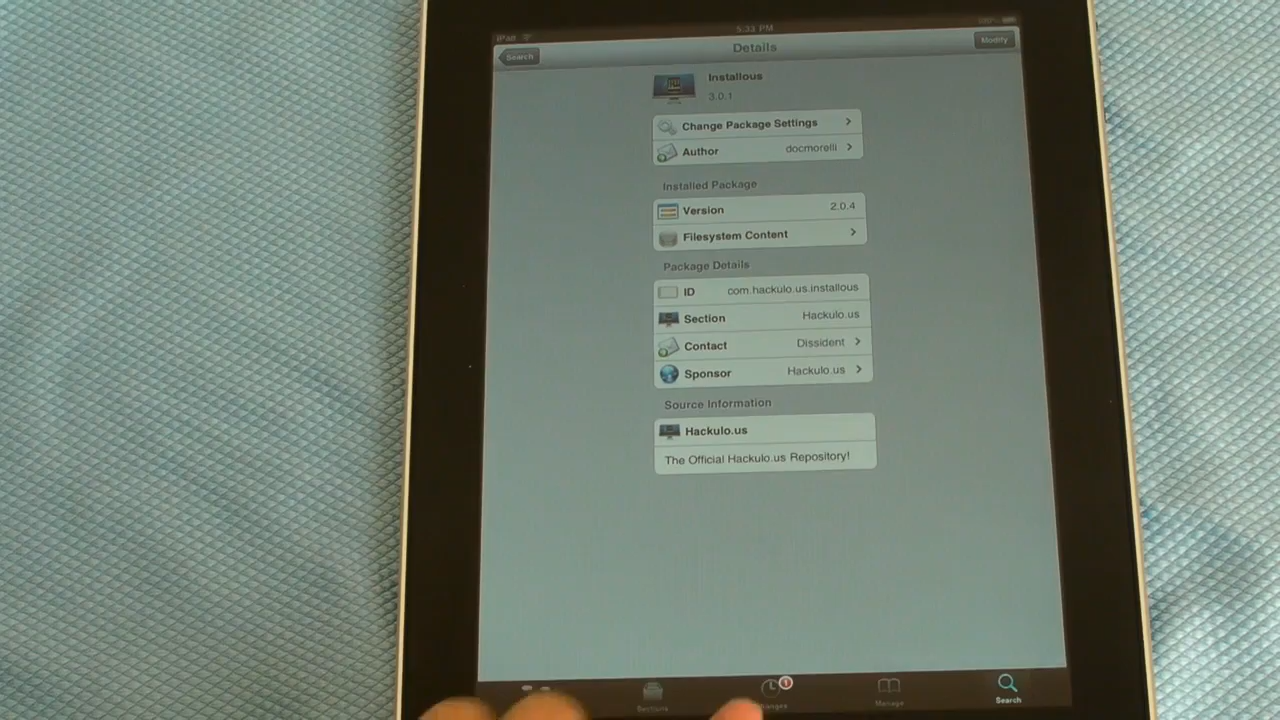 iPad
5:33 PM
Search
Details
Modify
Installous
3.0.1
Change Package Settings
Author docmorelli
Installed Package
Version 2.0.4
Filesystem Content
Package Details
ID com.hackulo.us.installous
Section Hackulo.us
Contact Dissident
Sponsor Hackulo.us
Source Information
Hackulo.us
The Official Hackulo.us Repository!
1
Sections
Manage
Search